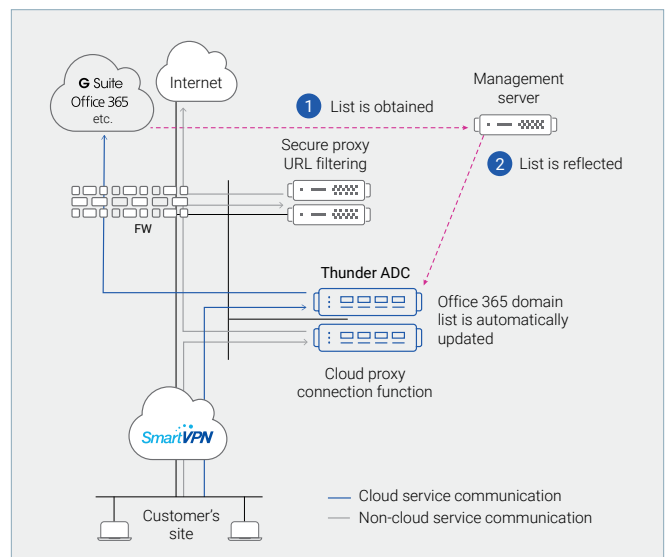 G Suite
Office 365
etc.
Internet
1 List is obtained
Management
server
Secure proxy
URL filtering
2 List is reflected
FW
Thunder ADC
Office 365 domain
list is automatically
updated
Cloud proxy
connection function
SmartVPN
Customer's
site
Cloud service communication
Non-cloud service communication